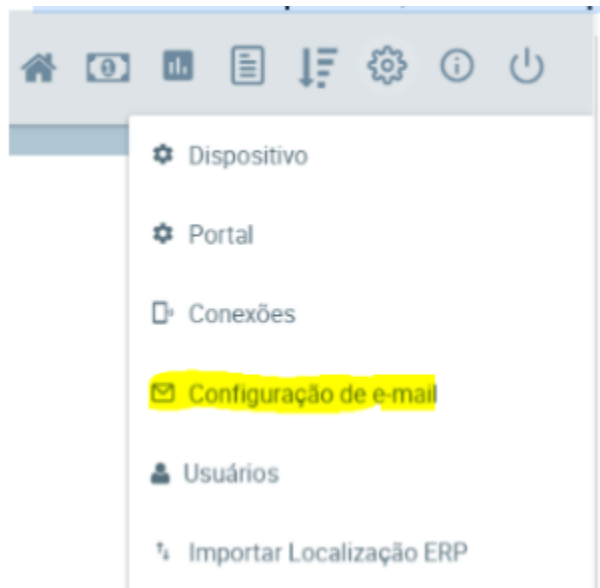 Dispositivo
Portal
Conexões
Configuração de e-mail
Usuários
Importar Localização ERP